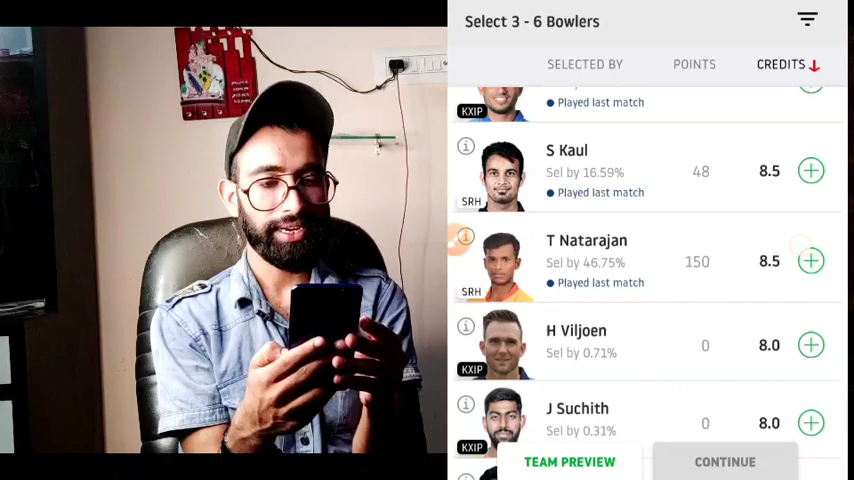 Select 3 - 6 Bowlers
SELECTED BY POINTS CREDITS
KXIP
Played last match
S Kaul
Sel by 16.59%
48 8.5
SRH
Played last match
T Natarajan
Sel by 46.75%
150 8.5
SRH
Played last match
H Viljoen
Sel by 0.71%
0 8.0
KXIP
J Suchith
Sel by 0.31%
0 8.0
KXIP
TEAM PREVIEW CONTINUE